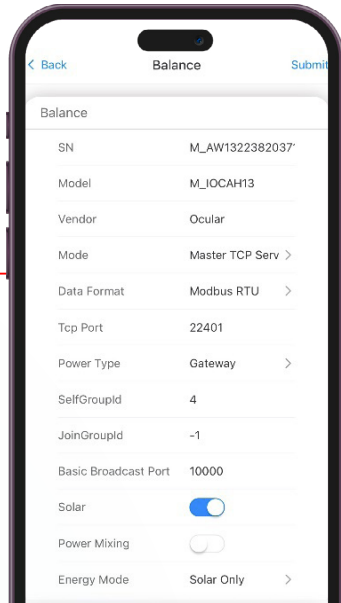 Back Balance Submit
Balance
SN M_AW1322382037
Model M_IOCAH13
Vendor Ocular
Mode Master TCP Serv
Data Format Modbus RTU
Tcp Port 22401
Power Type Gateway
SelfGroupId 4
JoinGroupId -1
Basic Broadcast Port 10000
Solar
Power Mixing
Energy Mode Solar Only